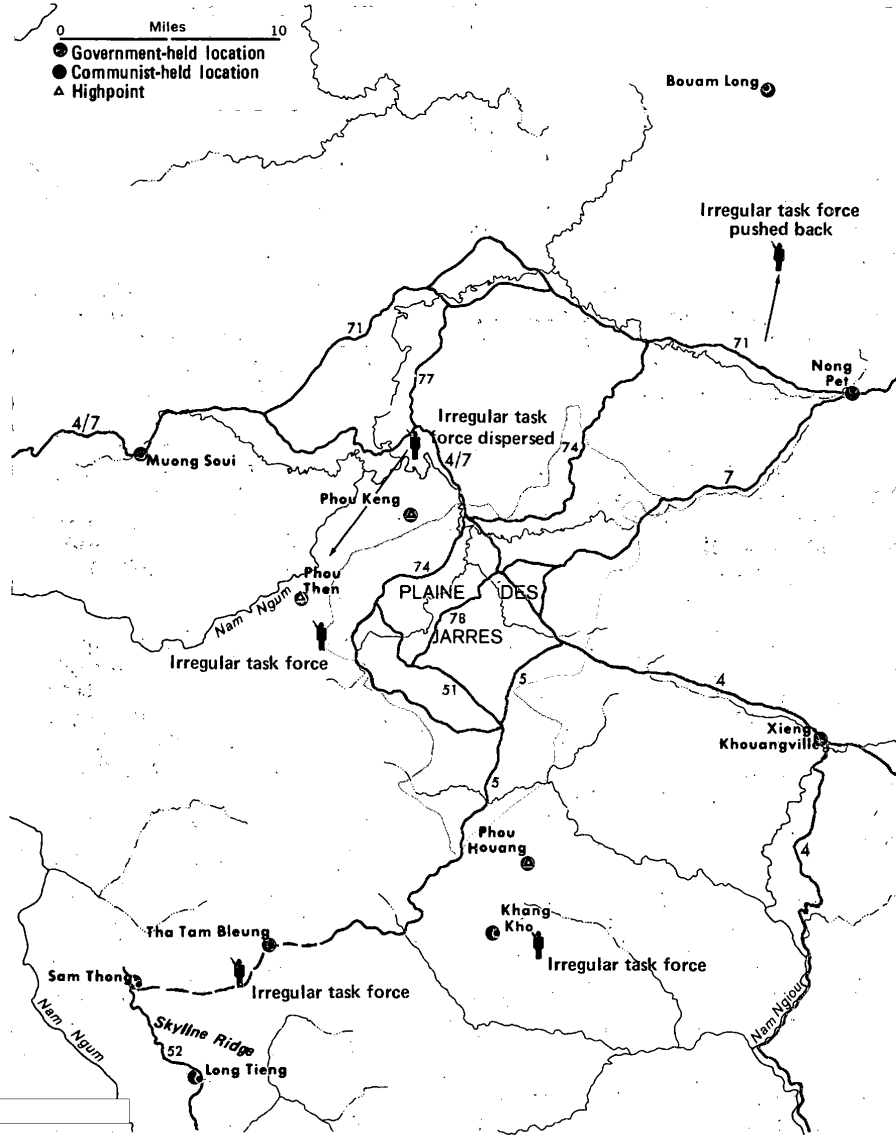 0 Miles 10
Government-held location
Communist-held location
Highpoint
Bouam Long
Irregular task force
pushed back
71
71
Nong
Pet
77
4/7
Irregular task
force dispersed
Muong Soui
4/7
74
7
Phou Keng
Phou
Then
74
PLAINE DES
78
JARRES
Nam Ngum
Irregular task force
51
5
4
Xieng
Khouangville
5
Phou
Houang
4
Khang
Kho
Tha Tam Bleung
Irregular task force
Sam Thong
Irregular task force
Nam Ngiou
Nam Ngum
Skyline Ridge
52
Long Tieng